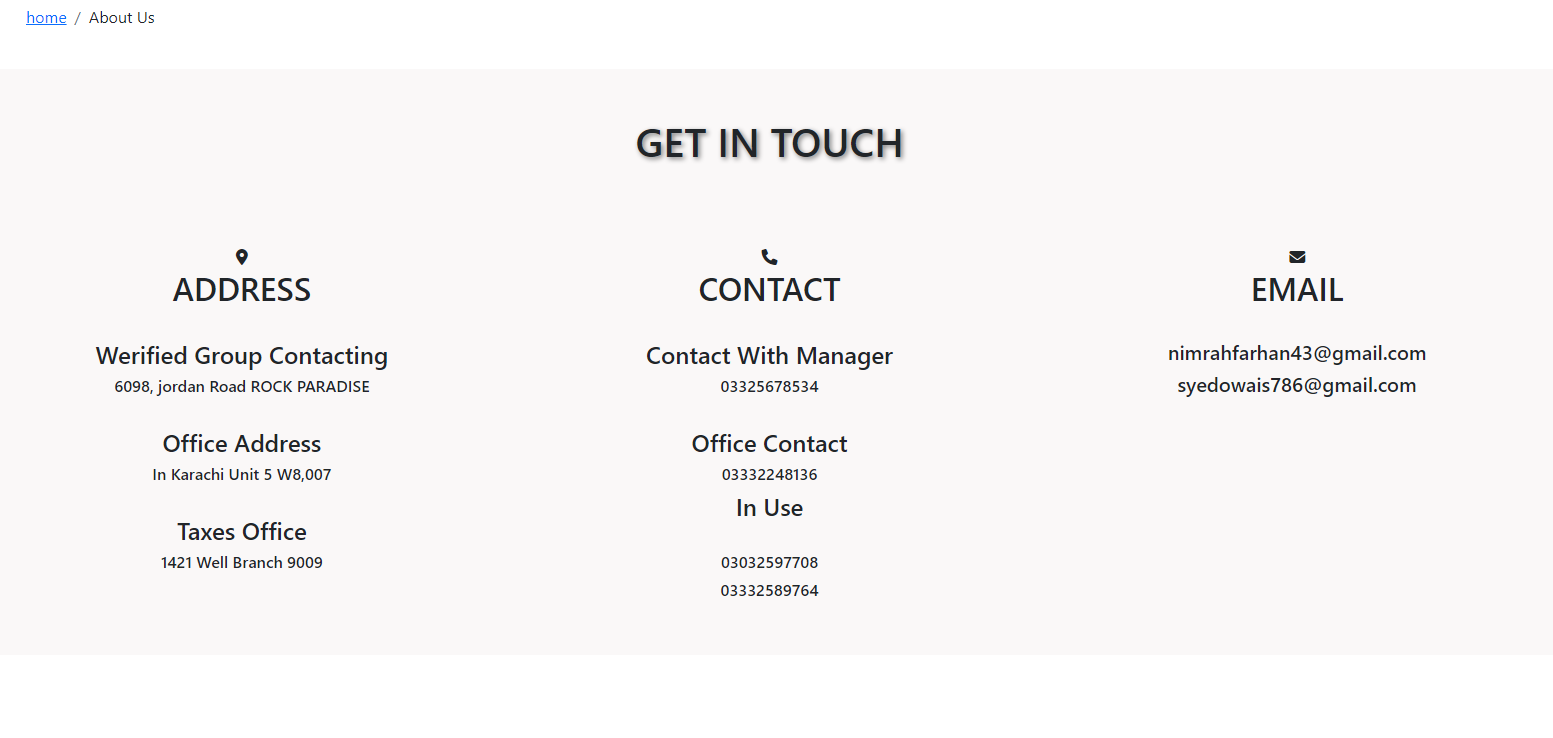 home / About Us
GET IN TOUCH
ADDRESS
Werified Group Contacting
6098, jordan Road ROCK PARADISE
Office Address
In Karachi Unit 5 W8,007
Taxes Office
1421 Well Branch 9009
CONTACT
Contact With Manager
03325678534
Office Contact
03332248136
In Use
03032597708
03332589764
EMAIL
nimrahfarhan43@gmail.com
syedowais786@gmail.com